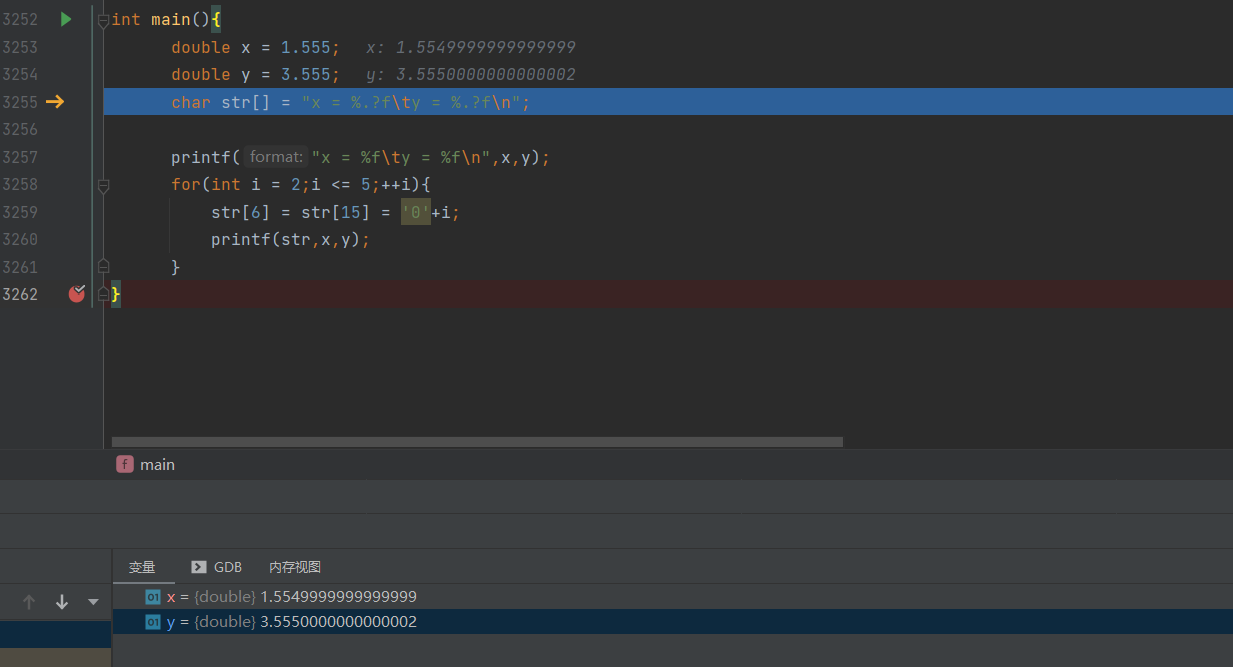 3252 int main(){
3253 double x = 1.555; x: 1.5549999999999999
3254 double y = 3.555; y: 3.5550000000000002
3255 char str[] = "x = %.?f\ty = %.?f\n";
3256
3257 printf( format: "x = %f\ty = %f\n",x,y);
3258 for(int i = 2;i <= 5;++i){
3259 str[6] = str[15] = '0'+i;
3260 printf(str,x,y);
3261 }
3262 }
f main
变量 GDB 内存视图
01 x = {double} 1.5549999999999999
01 y = {double} 3.5550000000000002